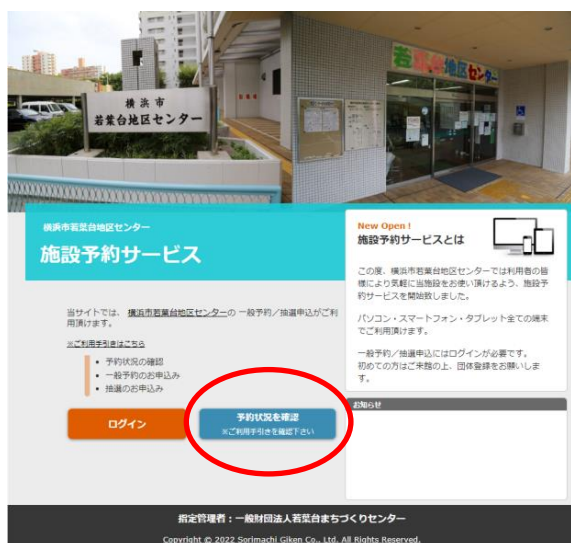 横浜市
若葉台地区センター
若葉台地区センター
横浜市若葉台地区センター
施設予約サービス
当サイトでは、 横浜市若葉台地区センターの 一般予約／抽選申込がご利
用頂けます。
※ご利用手引きはこちら
• 予約状況の確認
• 一般予約のお申込み
• 抽選のお申込み
ログイン
予約状況を確認
※ご利用手引きを確認下さい
New Open !
施設予約サービスとは
この度、横浜市若葉台地区センターでは利用者の皆
様により気軽に当施設をお使い頂けるよう、施設予
約サービスを開始致しました。
パソコン・スマートフォン・タブレット全ての端末
でご利用頂けます。
一般予約／抽選申込にはログインが必要です。
初めての方はご来館の上、団体登録をお願いしま
す。
お知らせ
指定管理者：一般財団法人若葉台まちづくりセンター
Copyright © 2022 Sorimachi Giken Co., Ltd. All Rights Reserved.